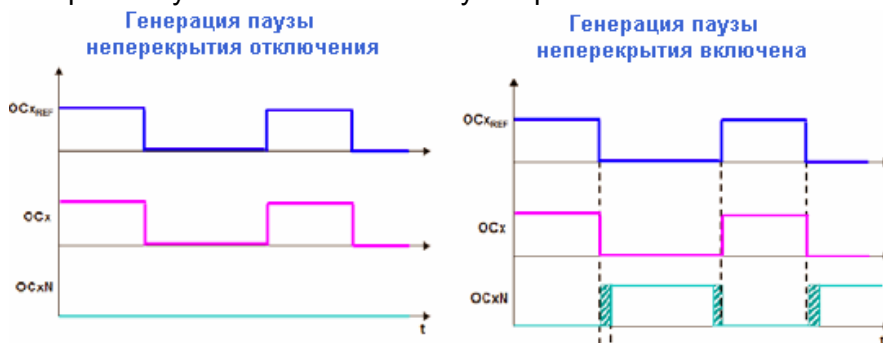 Генерация паузы
неперекрытия отключения
OCxREF
OCx
OCxN
t
Генерация паузы
неперекрытия включена
OCxREF
OCx
OCxN
t